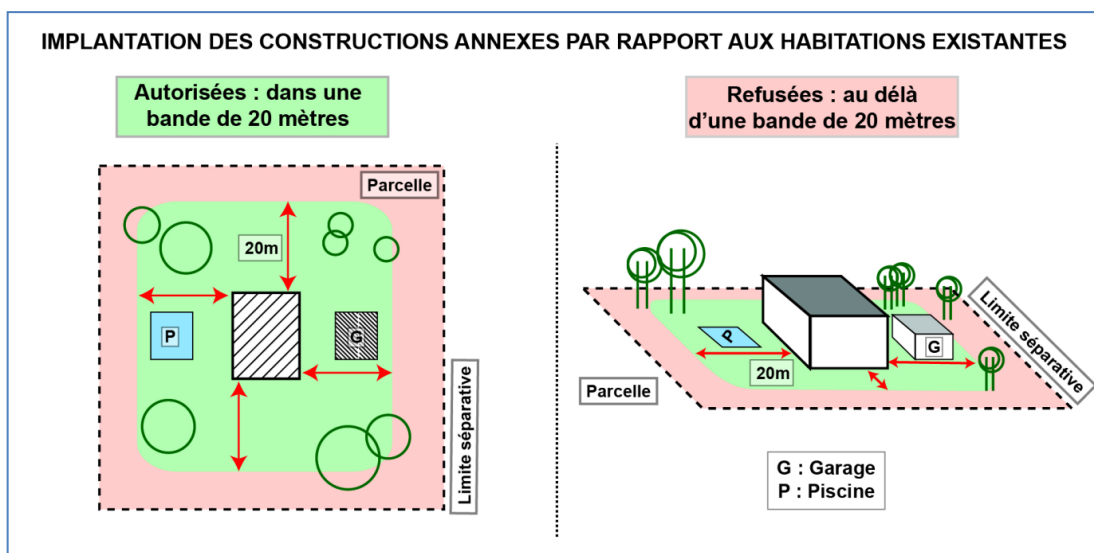 IMPLANTATION DES CONSTRUCTIONS ANNEXES PAR RAPPORT AUX HABITATIONS EXISTANTES
Autorisées : dans une
bande de 20 mètres
Parcelle
20m
P
G
Limite séparative
Refusées : au délà
d'une bande de 20 mètres
P
G
20m
Limite séparative
Parcelle
G : Garage
P : Piscine